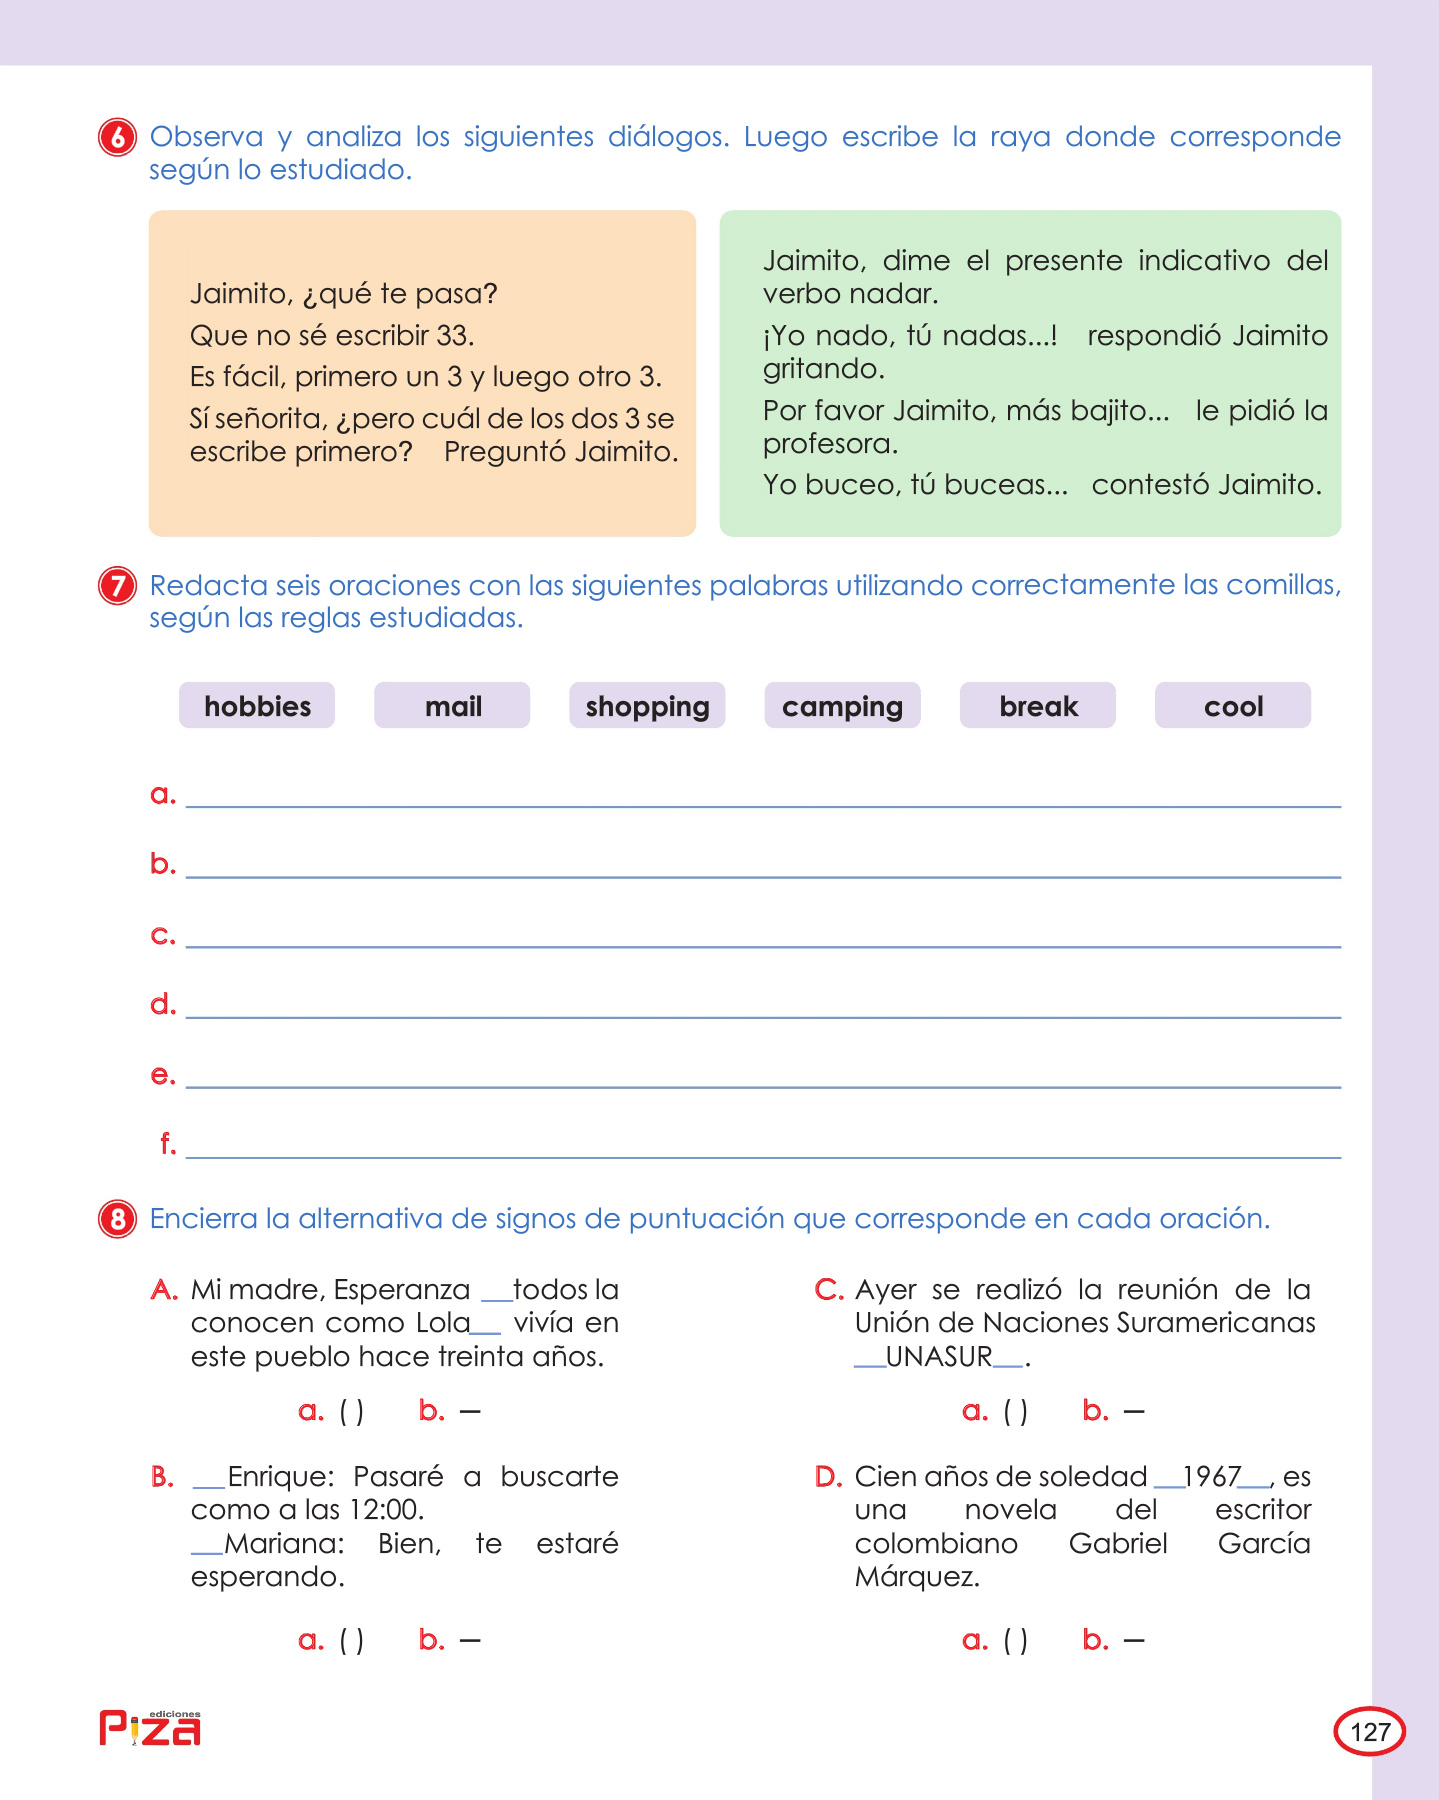 6 Observa y analiza los siguientes diálogos. Luego escribe la raya donde corresponde
según lo estudiado.
Jaimito, ¿qué te pasa?
Que no sé escribir 33.
Es fácil, primero un 3 y luego otro 3.
Sí señorita, ¿pero cuál de los dos 3 se
escribe primero? Preguntó Jaimito.
Jaimito, dime el presente indicativo del
verbo nadar.
¡Yo nado, tú nadas...! respondió Jaimito
gritando.
Por favor Jaimito, más bajito... le pidió la
profesora.
Yo buceo, tú buceas... contestó Jaimito.
7 Redacta seis oraciones con las siguientes palabras utilizando correctamente las comillas,
según las reglas estudiadas.
hobbies mail shopping camping break cool
a.
b.
c.
d.
e.
f.
8 Encierra la alternativa de signos de puntuación que corresponde en cada oración.
A. Mi madre, Esperanza __todos la
conocen como Lola__ vivía en
este pueblo hace treinta años.
a. ( ) b. —
B. __Enrique: Pasaré a buscarte
como a las 12:00.
__Mariana: Bien, te estaré
esperando.
a. ( ) b. —
C. Ayer se realizó la reunión de la
Unión de Naciones Suramericanas
__UNASUR__.
a. ( ) b. —
D. Cien años de soledad __1967__, es
una novela del escritor
colombiano Gabriel García
Márquez.
a. ( ) b. —
ediciones
Piza
127